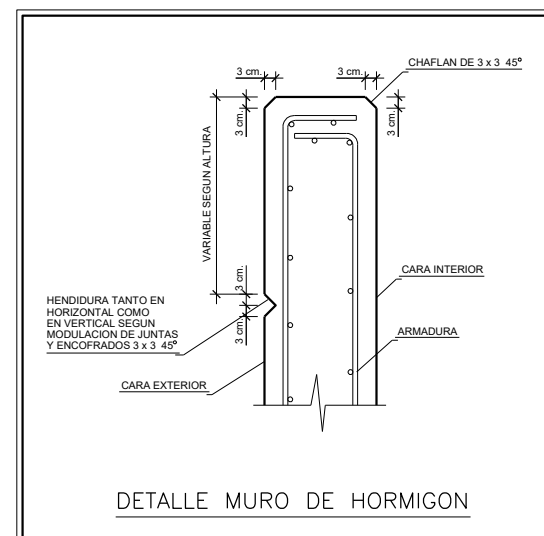 3 cm.
3 cm.
CHAFLAN DE 3 x 3 45º
3 cm.
3 cm.
VARIABLE SEGUN ALTURA
3 cm.
3 cm.
HENDIDURA TANTO EN
HORIZONTAL COMO
EN VERTICAL SEGUN
MODULACION DE JUNTAS
Y ENCOFRADOS 3 x 3 45º
CARA INTERIOR
ARMADURA
CARA EXTERIOR
DETALLE MURO DE HORMIGON